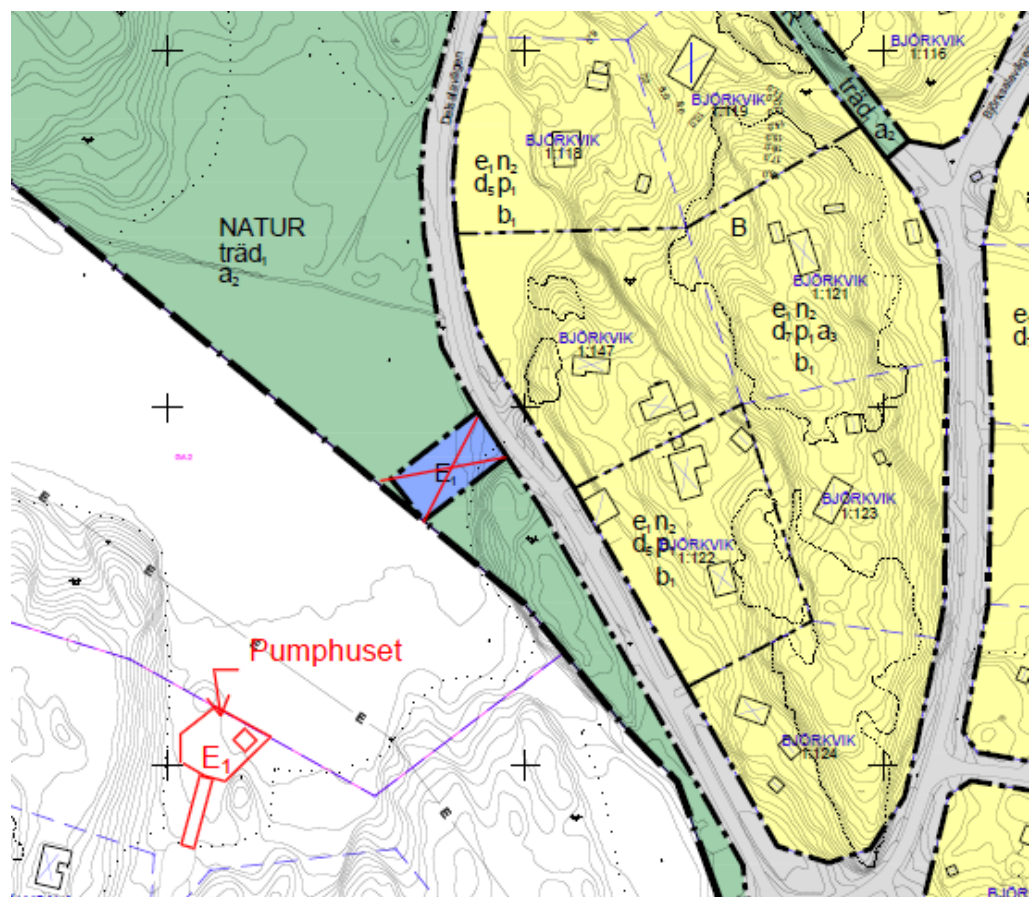 BJÖRKVIK
1:116
Björksalavägen
träd, a₂
BJÖRKVIK
1:119
BJÖRKVIK
1:118
e₁ n₂
d₅ p₁
b₁
NATUR
träd₁
a₂
B
BJÖRKVIK
1:121
e₁ n₂
d₇ p₁ a₃
b₁
BJÖRKVIK
1:147
E₁
BJÖRKVIK
1:123
e₁ n₂
d₅ p₁
b₁
BJÖRKVIK
1:122
Pumphuset
E₁
BJÖRKVIK
1:124